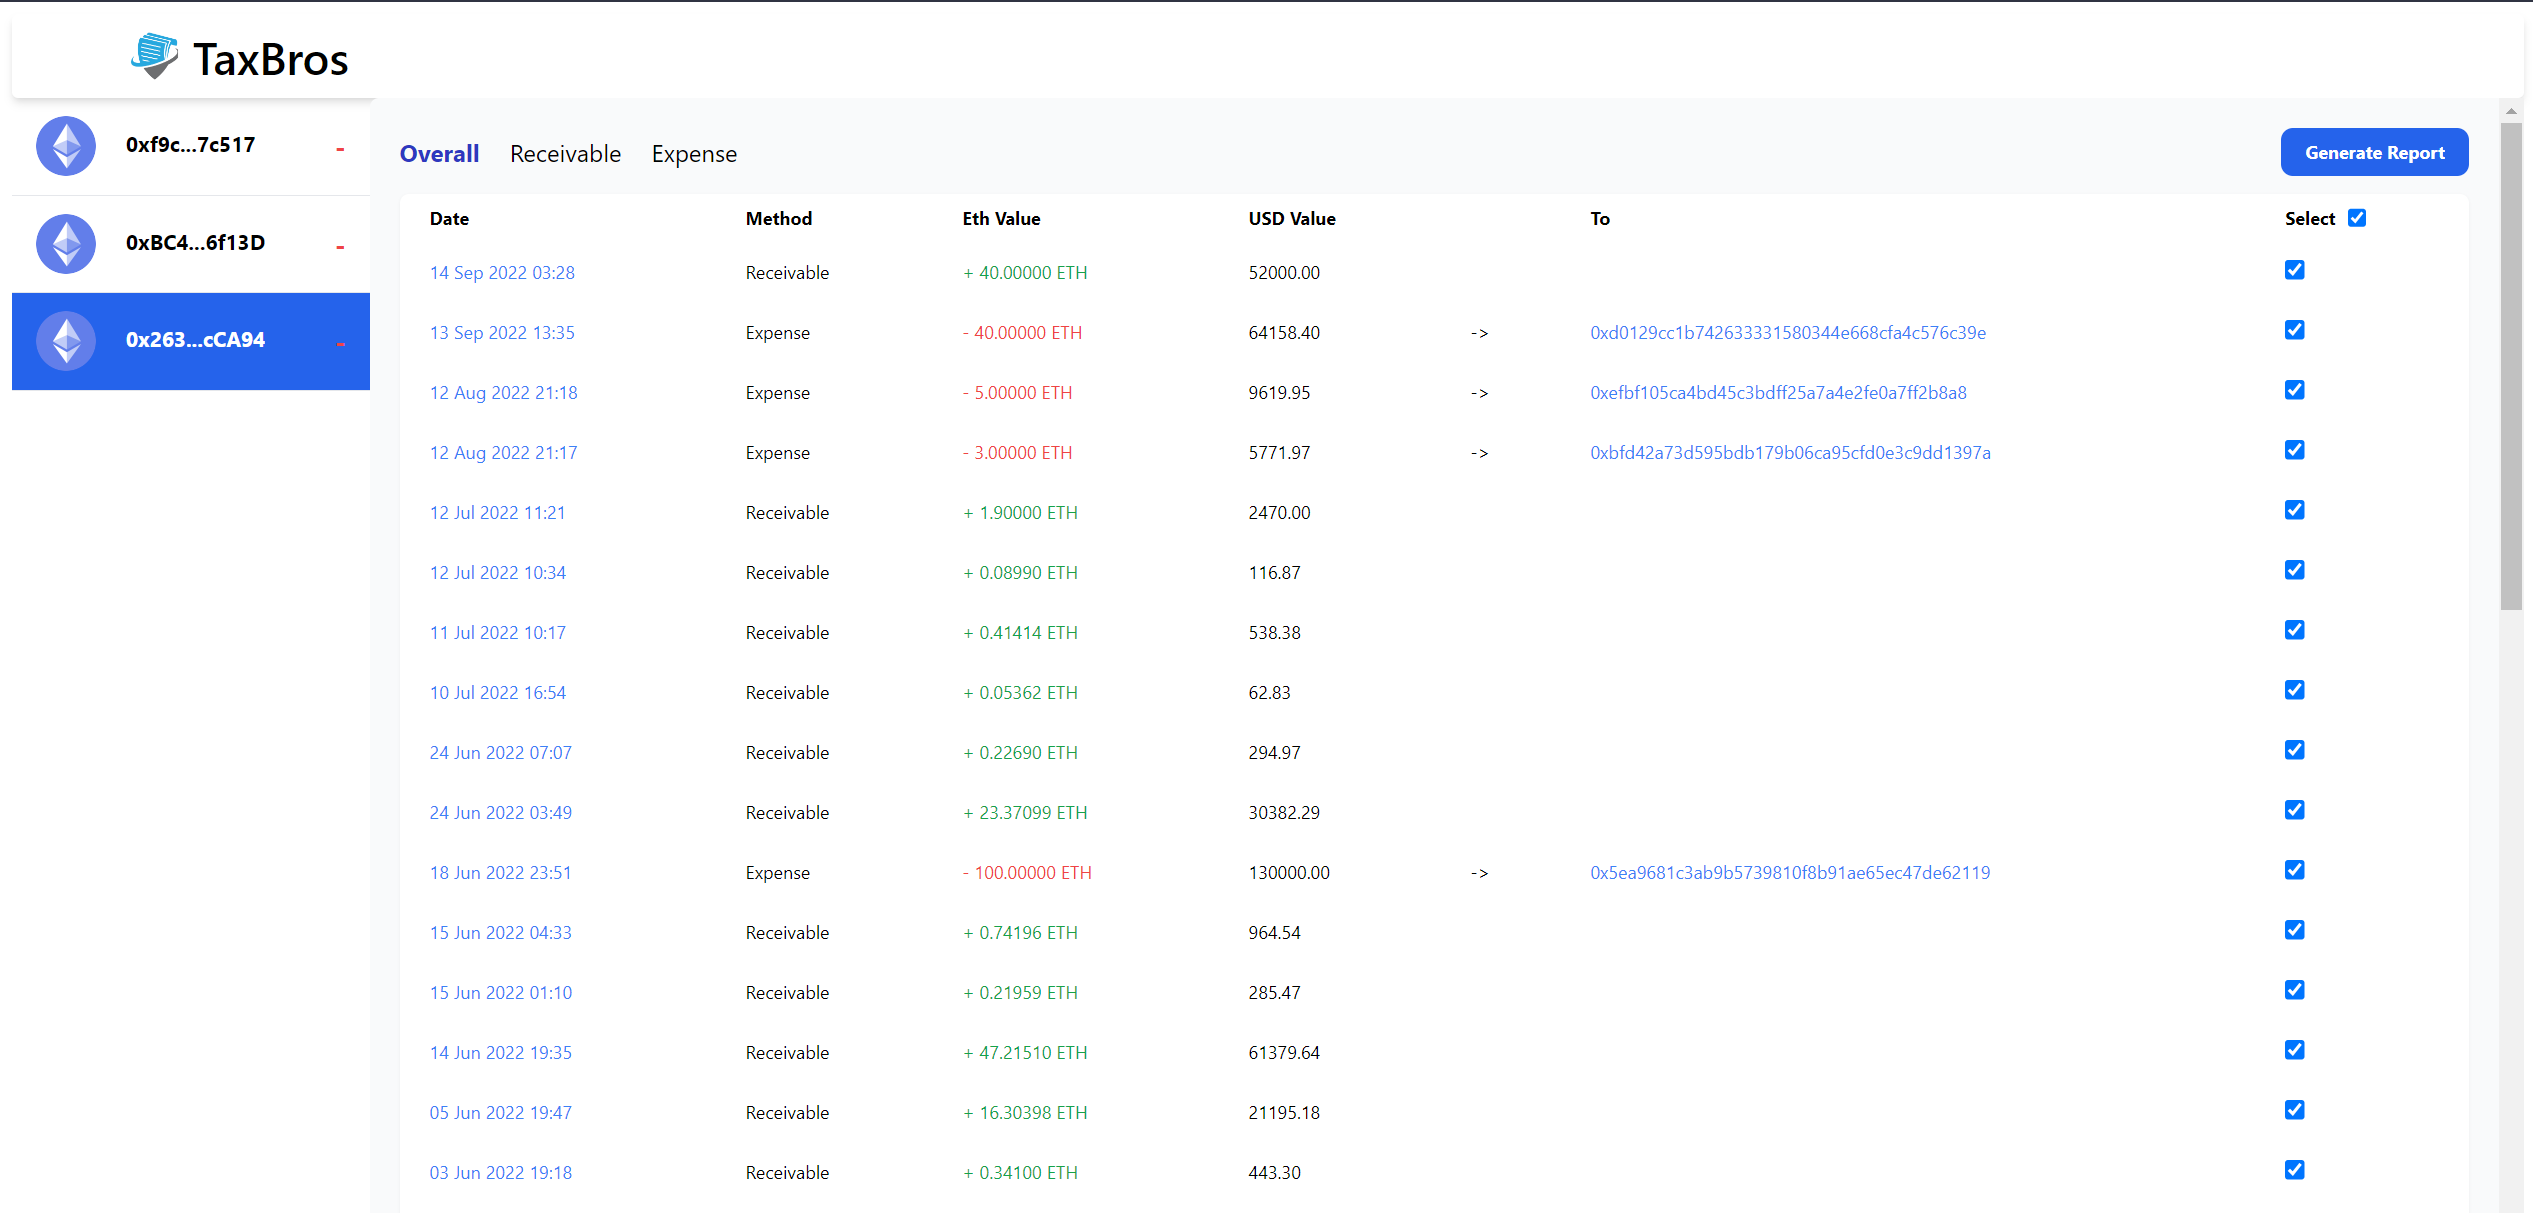 TaxBros
0xf9c...7c517 -
0xBC4...6f13D -
0x263...cCA94 -
Overall Receivable Expense Generate Report
Date Method Eth Value USD Value To Select
14 Sep 2022 03:28 Receivable + 40.00000 ETH 52000.00
13 Sep 2022 13:35 Expense - 40.00000 ETH 64158.40 -> 0xd0129cc1b742633331580344e668cfa4c576c39e
12 Aug 2022 21:18 Expense - 5.00000 ETH 9619.95 -> 0xefbf105ca4bd45c3bdff25a7a4e2fe0a7ff2b8a8
12 Aug 2022 21:17 Expense - 3.00000 ETH 5771.97 -> 0xbfd42a73d595bdb179b06ca95cfd0e3c9dd1397a
12 Jul 2022 11:21 Receivable + 1.90000 ETH 2470.00
12 Jul 2022 10:34 Receivable + 0.08990 ETH 116.87
11 Jul 2022 10:17 Receivable + 0.41414 ETH 538.38
10 Jul 2022 16:54 Receivable + 0.05362 ETH 62.83
24 Jun 2022 07:07 Receivable + 0.22690 ETH 294.97
24 Jun 2022 03:49 Receivable + 23.37099 ETH 30382.29
18 Jun 2022 23:51 Expense - 100.00000 ETH 130000.00 -> 0x5ea9681c3ab9b5739810f8b91ae65ec47de62119
15 Jun 2022 04:33 Receivable + 0.74196 ETH 964.54
15 Jun 2022 01:10 Receivable + 0.21959 ETH 285.47
14 Jun 2022 19:35 Receivable + 47.21510 ETH 61379.64
05 Jun 2022 19:47 Receivable + 16.30398 ETH 21195.18
03 Jun 2022 19:18 Receivable + 0.34100 ETH 443.30